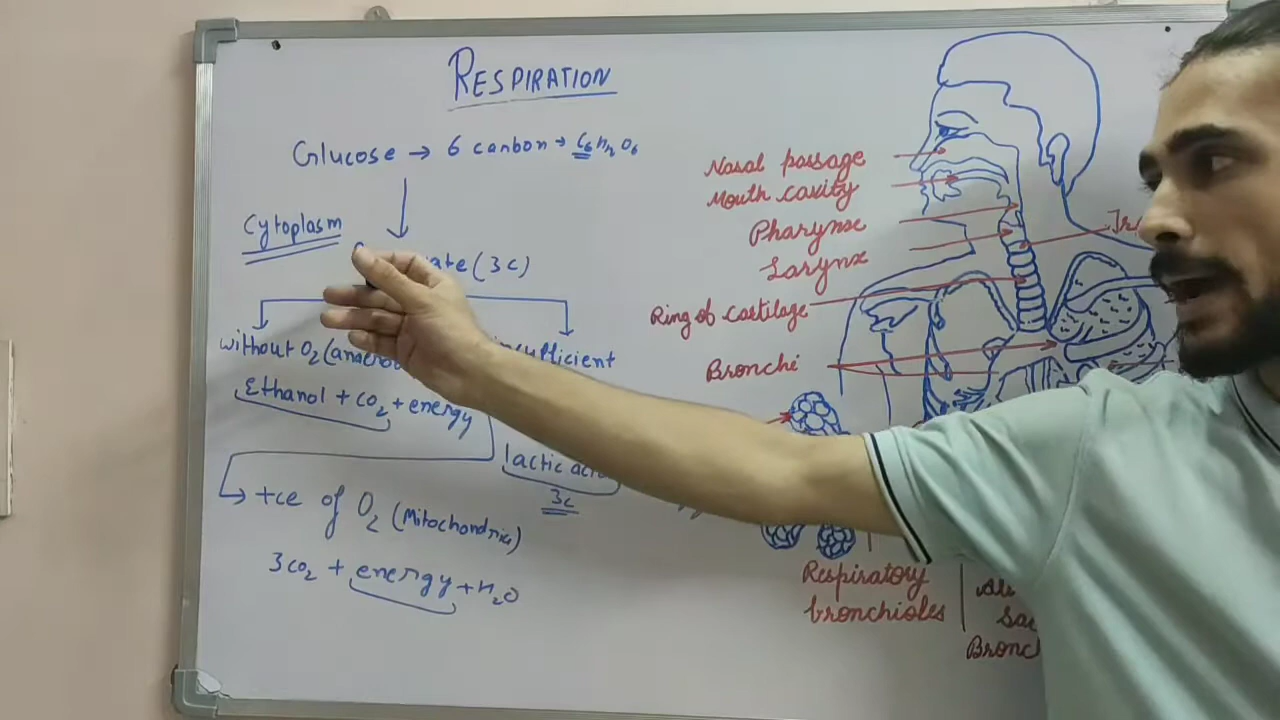 RESPIRATION
Glucose → 6 carbon → C6H12O6
Cytoplasm
(3c)
without O2
insufficient
Ethanol + CO2 + energy
lactic
3c
+ce of O2 (Mitochondria)
3CO2 + energy + H2O
Nasal passage
Mouth cavity
Pharynx
Larynx
Ring of cartilage
Bronchi
Respiratory
bronchioles